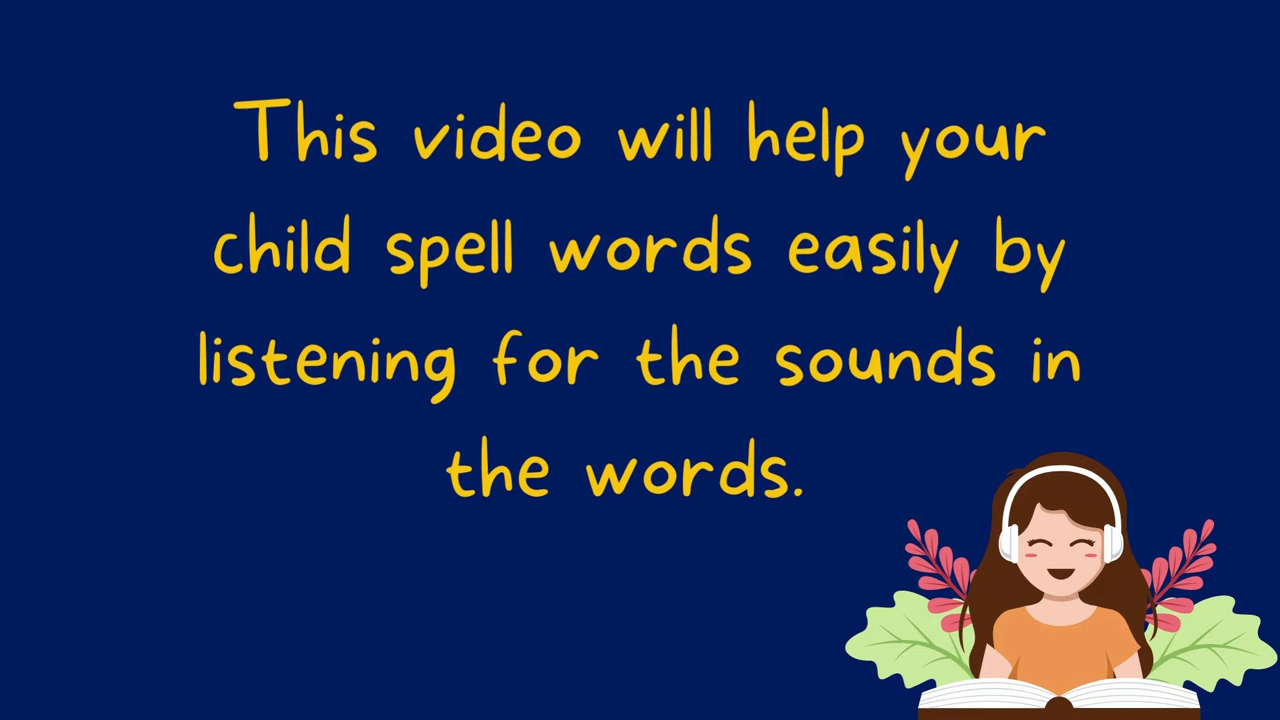 This video will help your
child spell words easily by
listening for the sounds in
the words.